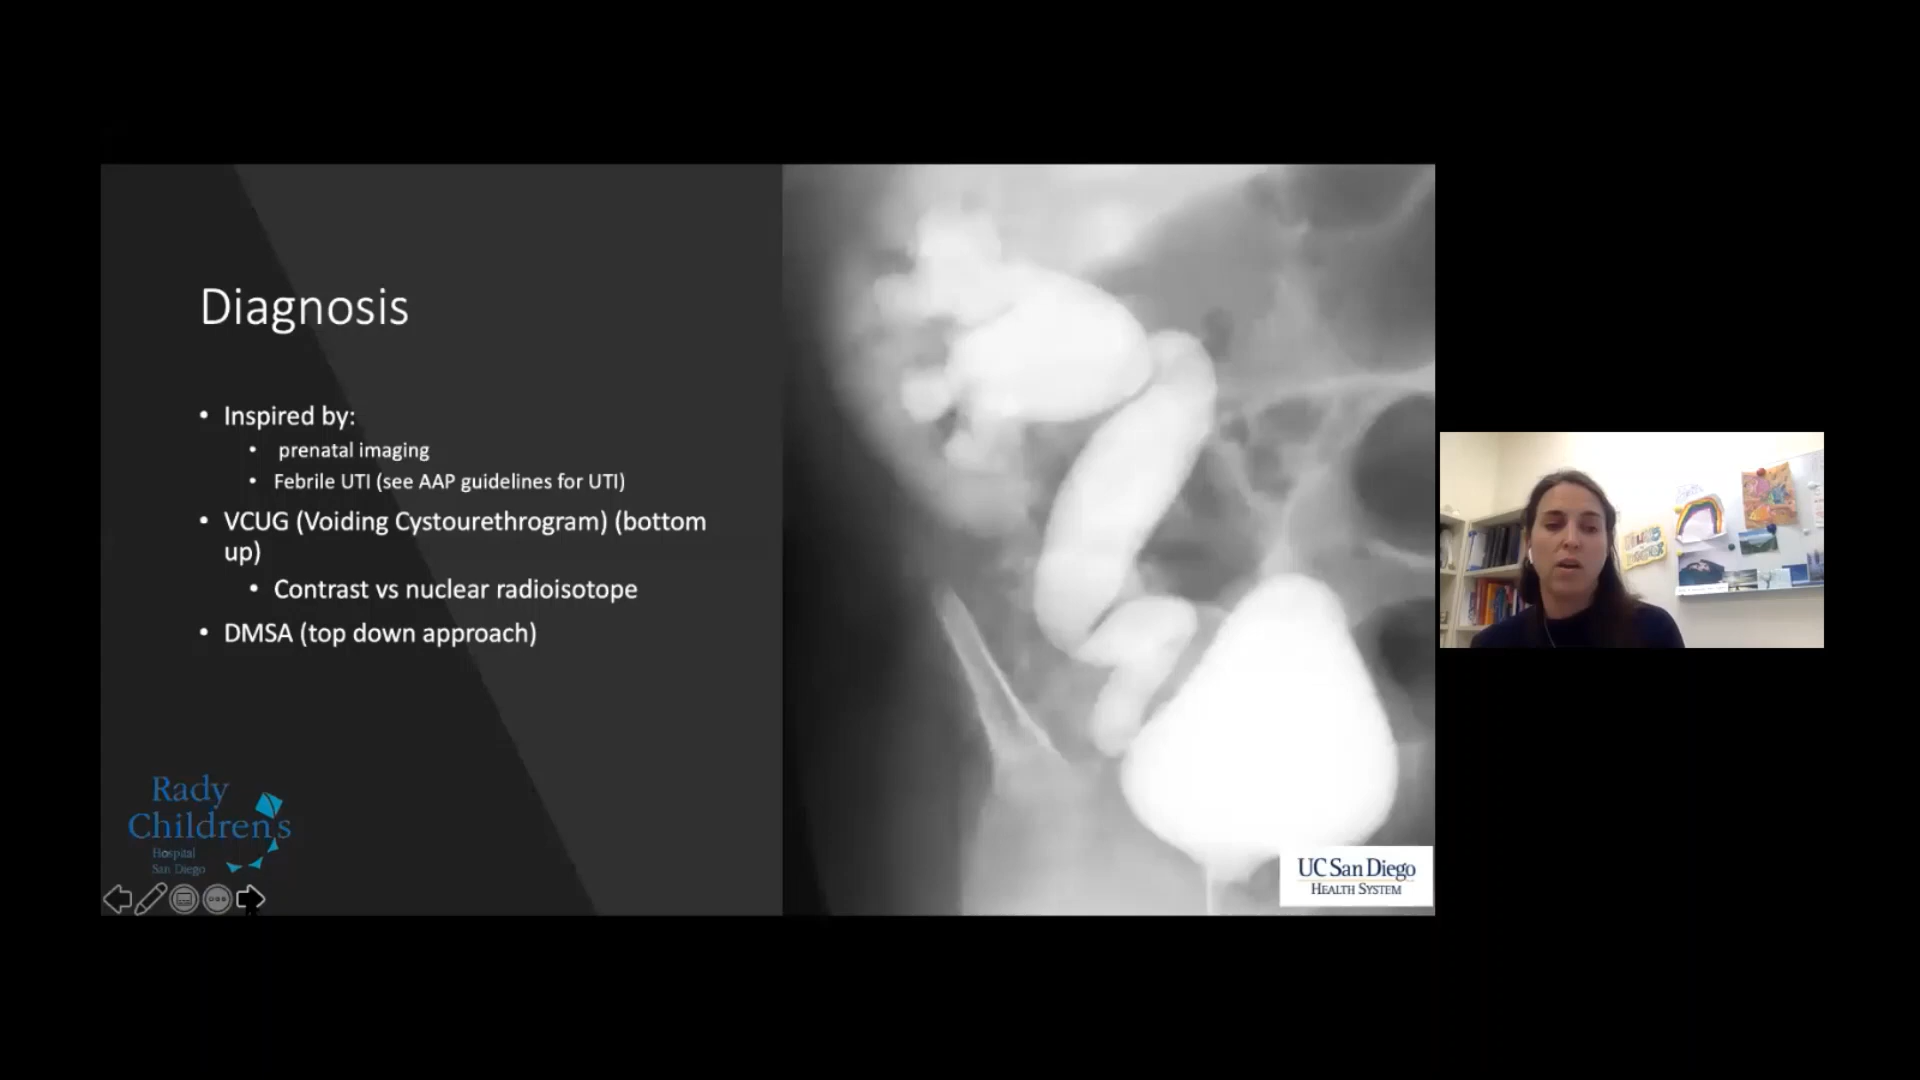 Diagnosis
• Inspired by:
• prenatal imaging
• Febrile UTI (see AAP guidelines for UTI)
• VCUG (Voiding Cystourethrogram) (bottom
up)
• Contrast vs nuclear radioisotope
• DMSA (top down approach)
Rady
Children's
Hospital
San Diego
UC San Diego
HEALTH SYSTEM